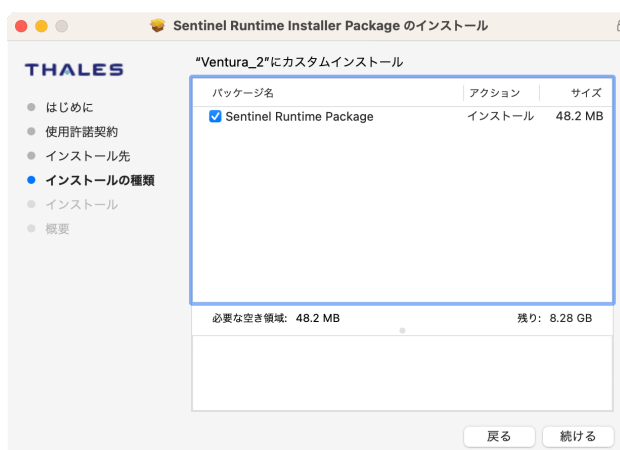 Sentinel Runtime Installer Package のインストール
THALES
はじめに
使用許諾契約
インストール先
インストールの種類
インストール
概要
“Ventura_2”にカスタムインストール
パッケージ名 アクション サイズ
Sentinel Runtime Package インストール 48.2 MB
必要な空き領域: 48.2 MB 残り: 8.28 GB
戻る 続ける